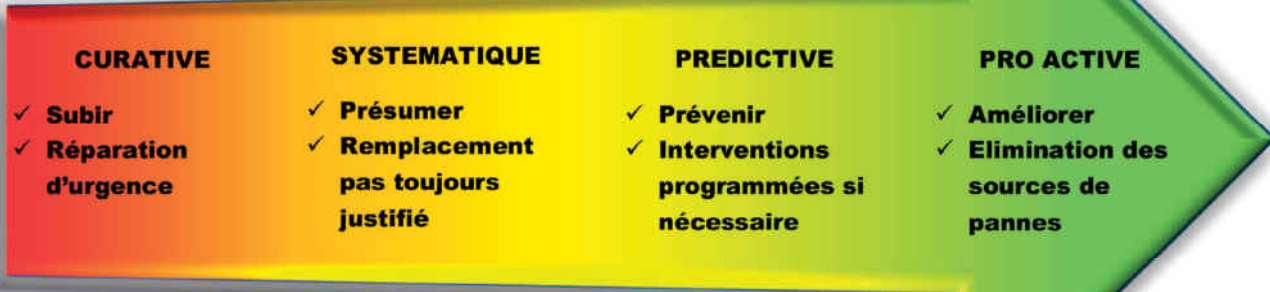 CURATIVE
✓ Subir
✓ Réparation
d'urgence
SYSTEMATIQUE
✓ Présumer
✓ Remplacement
pas toujours
justifié
PREDICTIVE
✓ Prévenir
✓ Interventions
programmées si
nécessaire
PRO ACTIVE
✓ Améliorer
✓ Elimination des
sources de
pannes